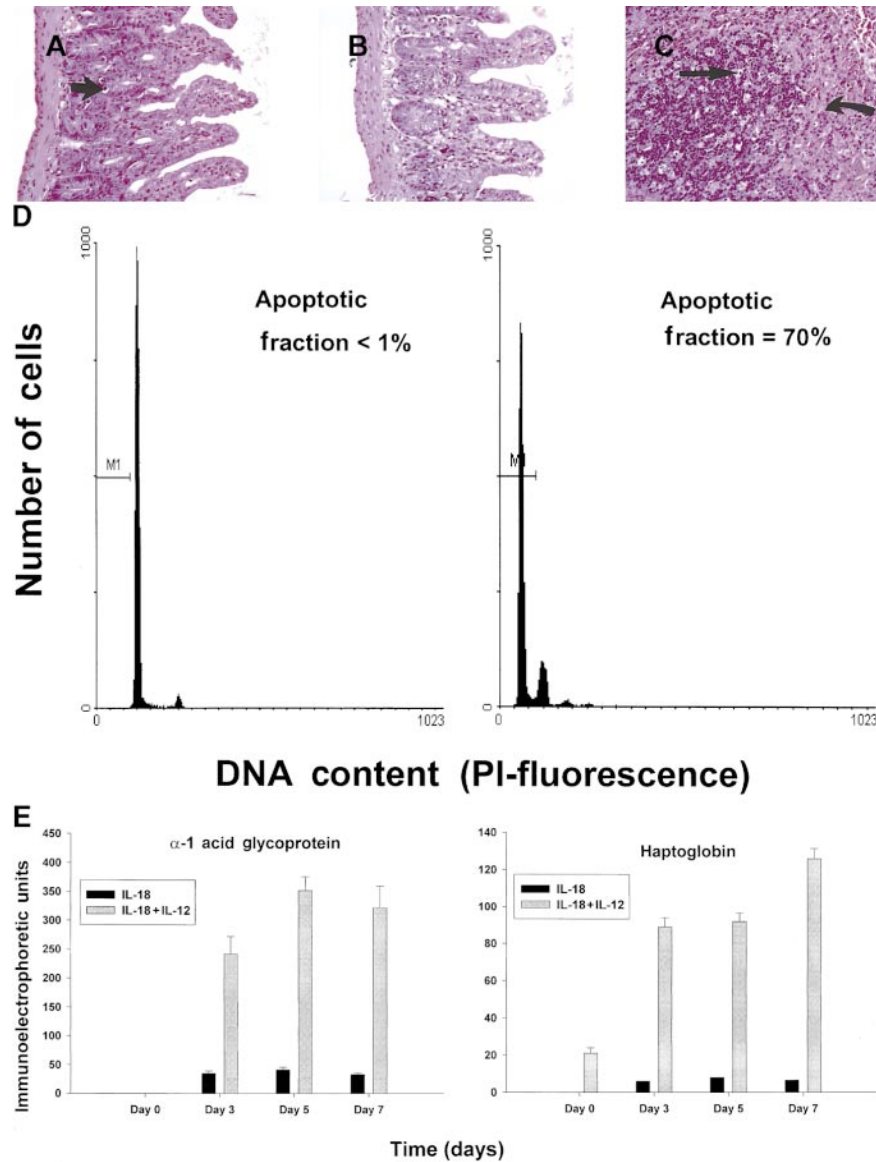 A
B
C
D
Number of cells
1000
M1
Apoptotic
fraction < 1%
0
0
1023
1000
Apoptotic
fraction = 70%
0
0
1023
DNA content (PI-fluorescence)
E
Immunoelectrophoretic units
α-1 acid glycoprotein
450
400
350
300
250
200
150
100
50
0
IL-18
IL-18+IL-12
Day 0
Day 3
Day 5
Day 7
Haptoglobin
140
120
100
80
60
40
20
0
IL-18
IL-18+IL-12
Day 0
Day 3
Day 5
Day 7
Time (days)